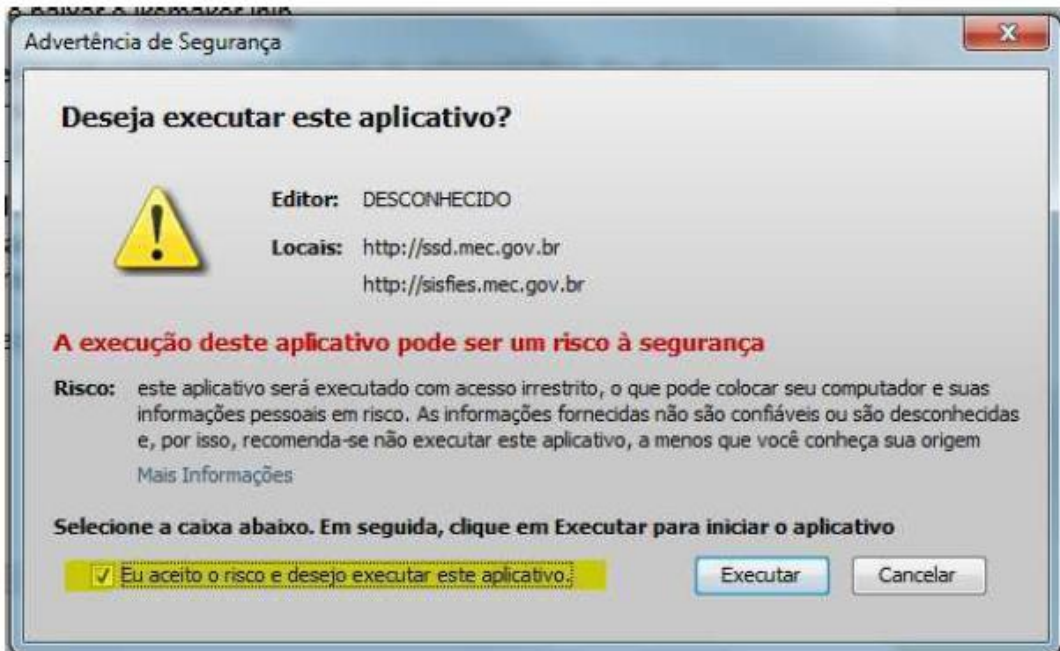 e baixar o
Advertência de Segurança
Deseja executar este aplicativo?
Editor: DESCONHECIDO
Locais: http://ssd.mec.gov.br
http://sisfies.mec.gov.br
A execução deste aplicativo pode ser um risco à segurança
Risco: este aplicativo será executado com acesso irrestrito, o que pode colocar seu computador e suas
informações pessoais em risco. As informações fornecidas não são confiáveis ou são desconhecidas
e, por isso, recomenda-se não executar este aplicativo, a menos que você conheça sua origem
Mais Informações
Selecione a caixa abaixo. Em seguida, clique em Executar para iniciar o aplicativo
Eu aceito o risco e desejo executar este aplicativo.
Executar
Cancelar